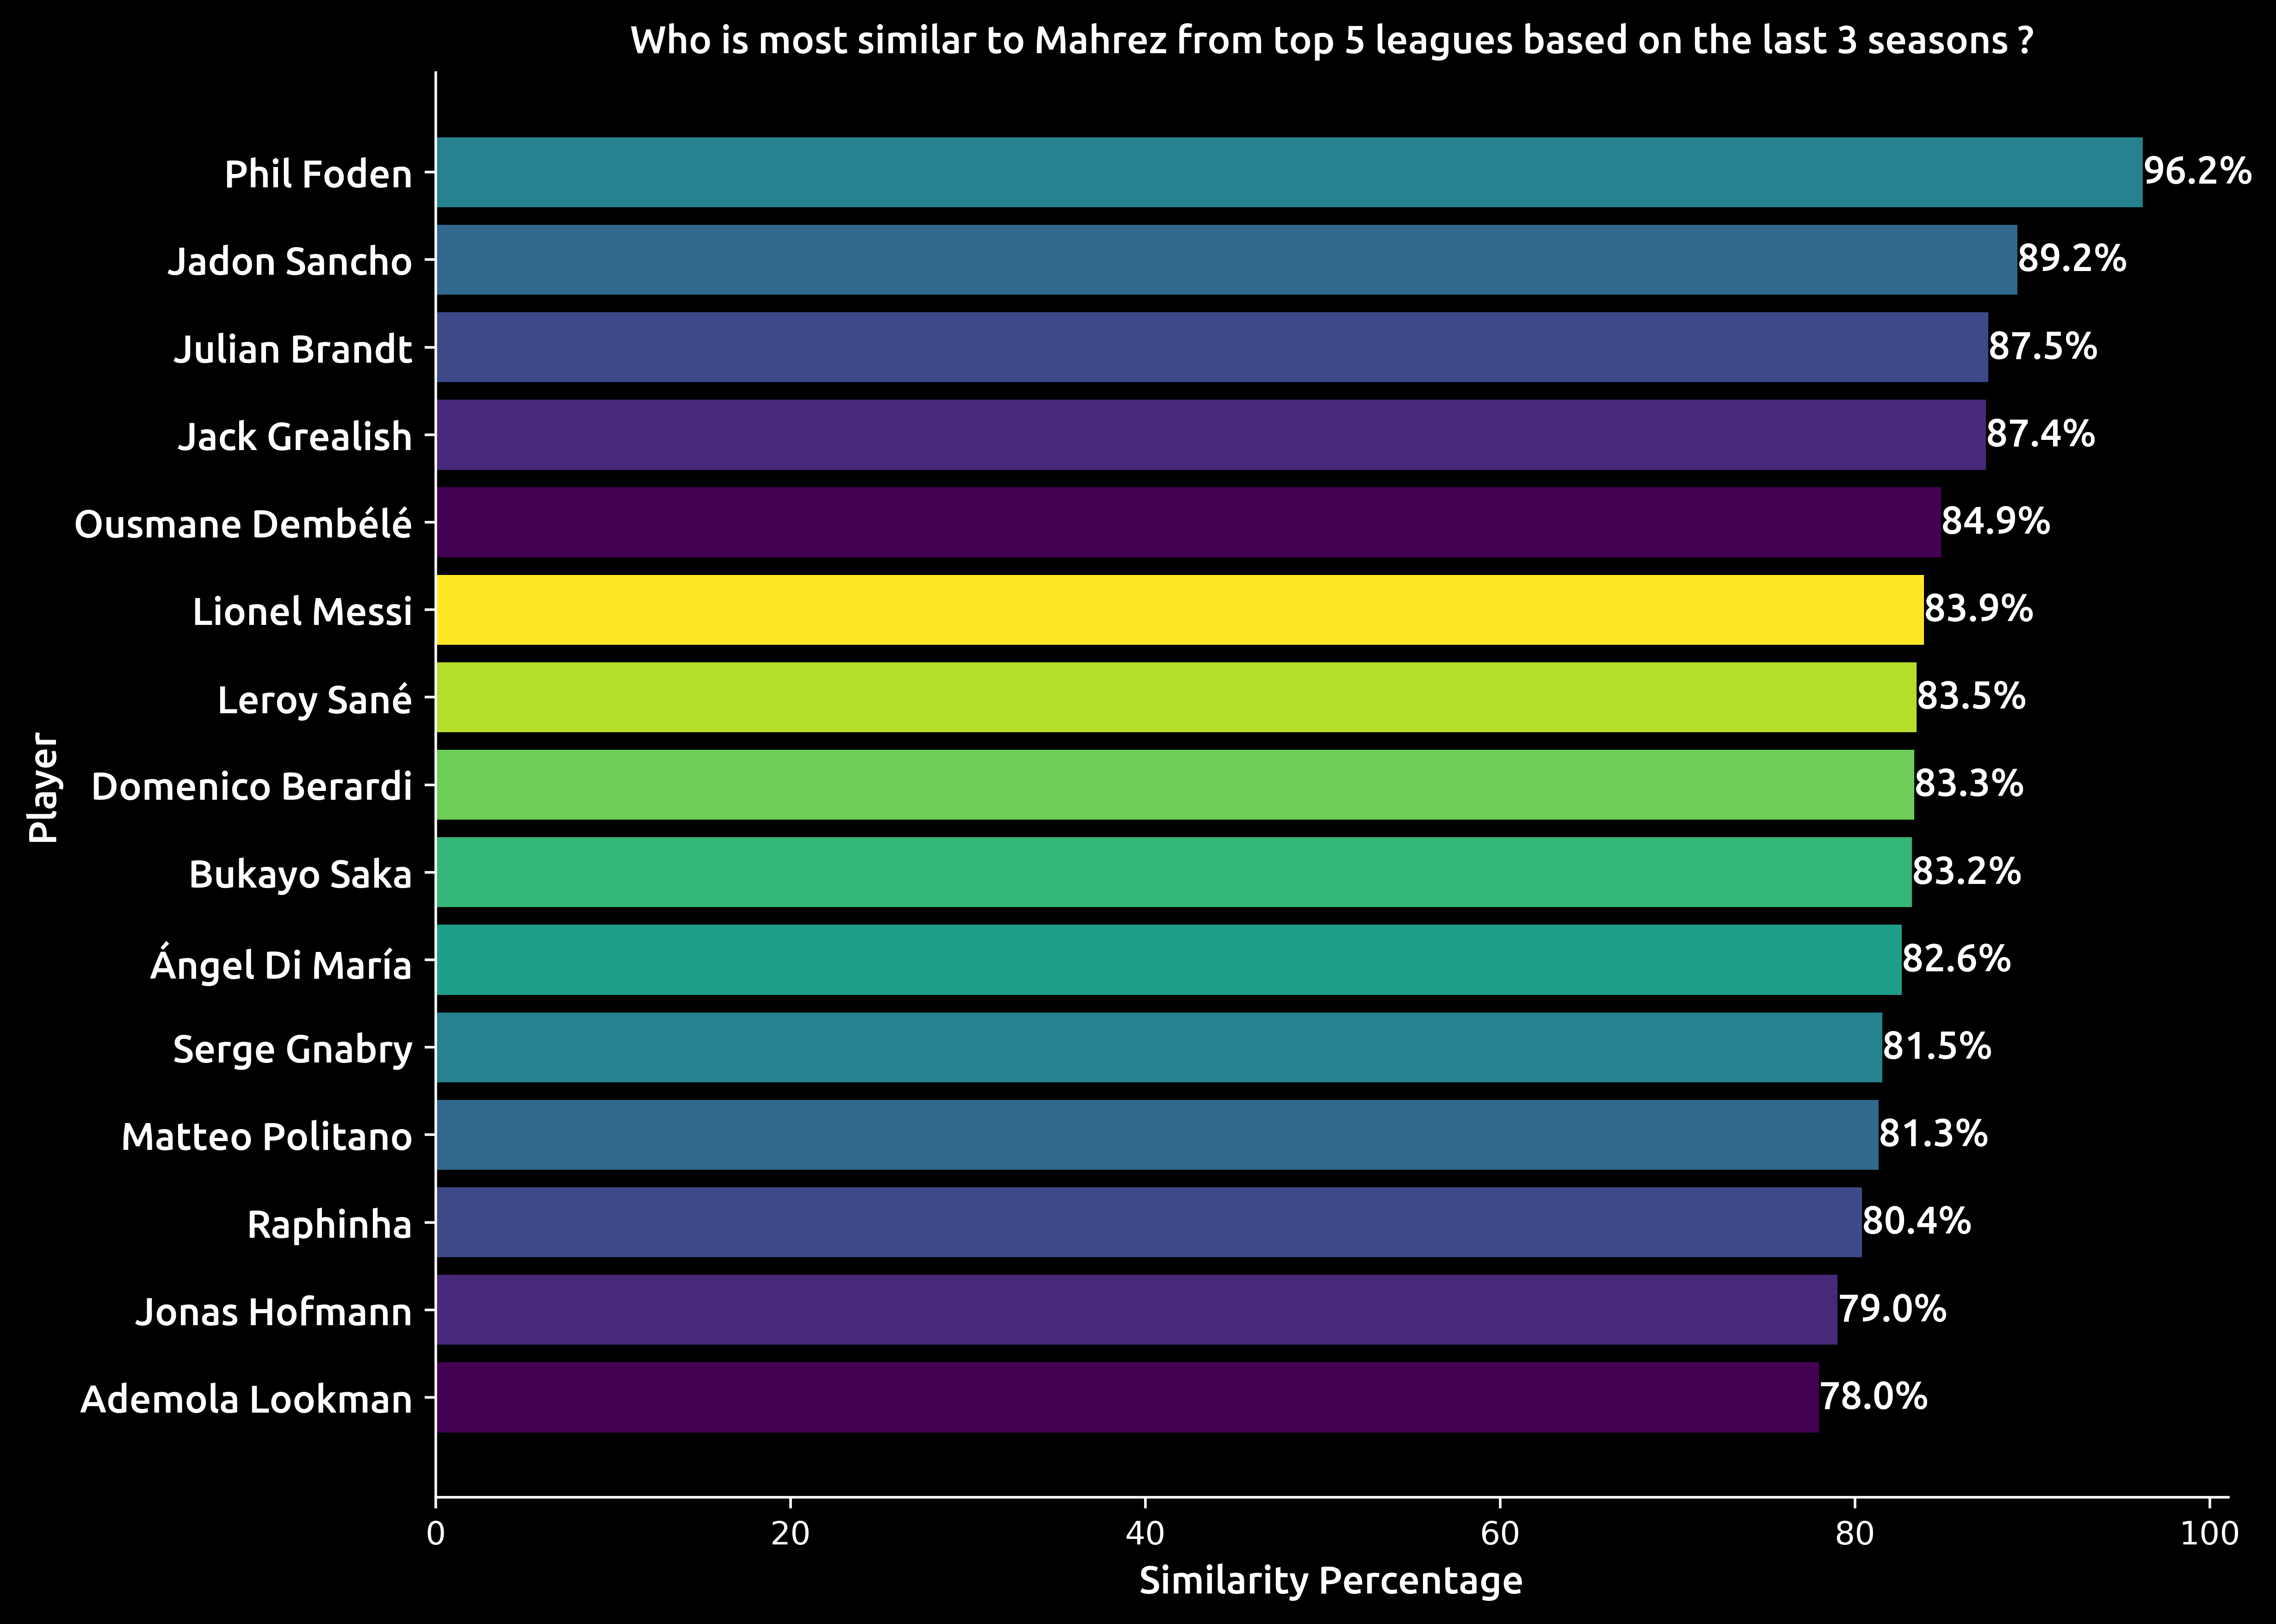 Who is most similar to Mahrez from top 5 leagues based on the last 3 seasons ?
Player
Phil Foden 96.2%
Jadon Sancho 89.2%
Julian Brandt 87.5%
Jack Grealish 87.4%
Ousmane Dembélé 84.9%
Lionel Messi 83.9%
Leroy Sané 83.5%
Domenico Berardi 83.3%
Bukayo Saka 83.2%
Ángel Di María 82.6%
Serge Gnabry 81.5%
Matteo Politano 81.3%
Raphinha 80.4%
Jonas Hofmann 79.0%
Ademola Lookman 78.0%
0 20 40 60 80 100
Similarity Percentage